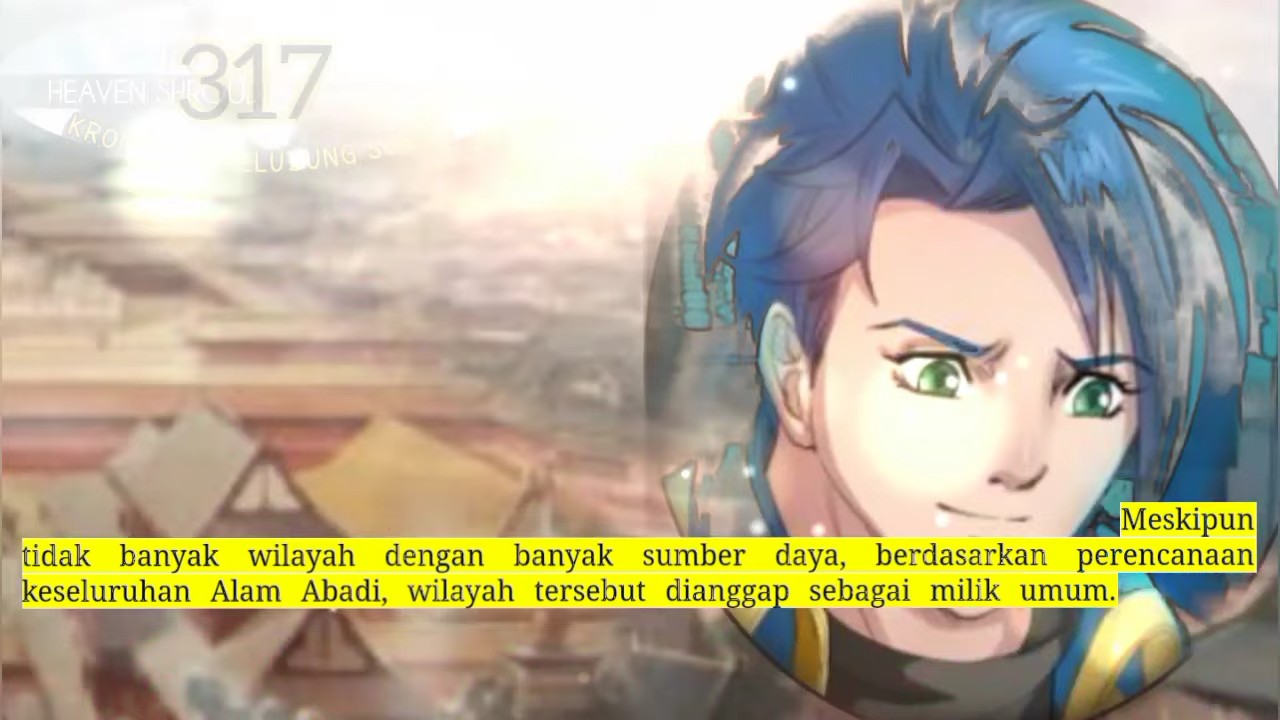 317
HEAVEN
Meskipun
tidak banyak wilayah dengan banyak sumber daya, berdasarkan perencanaan
keseluruhan Alam Abadi, wilayah tersebut dianggap sebagai milik umum.